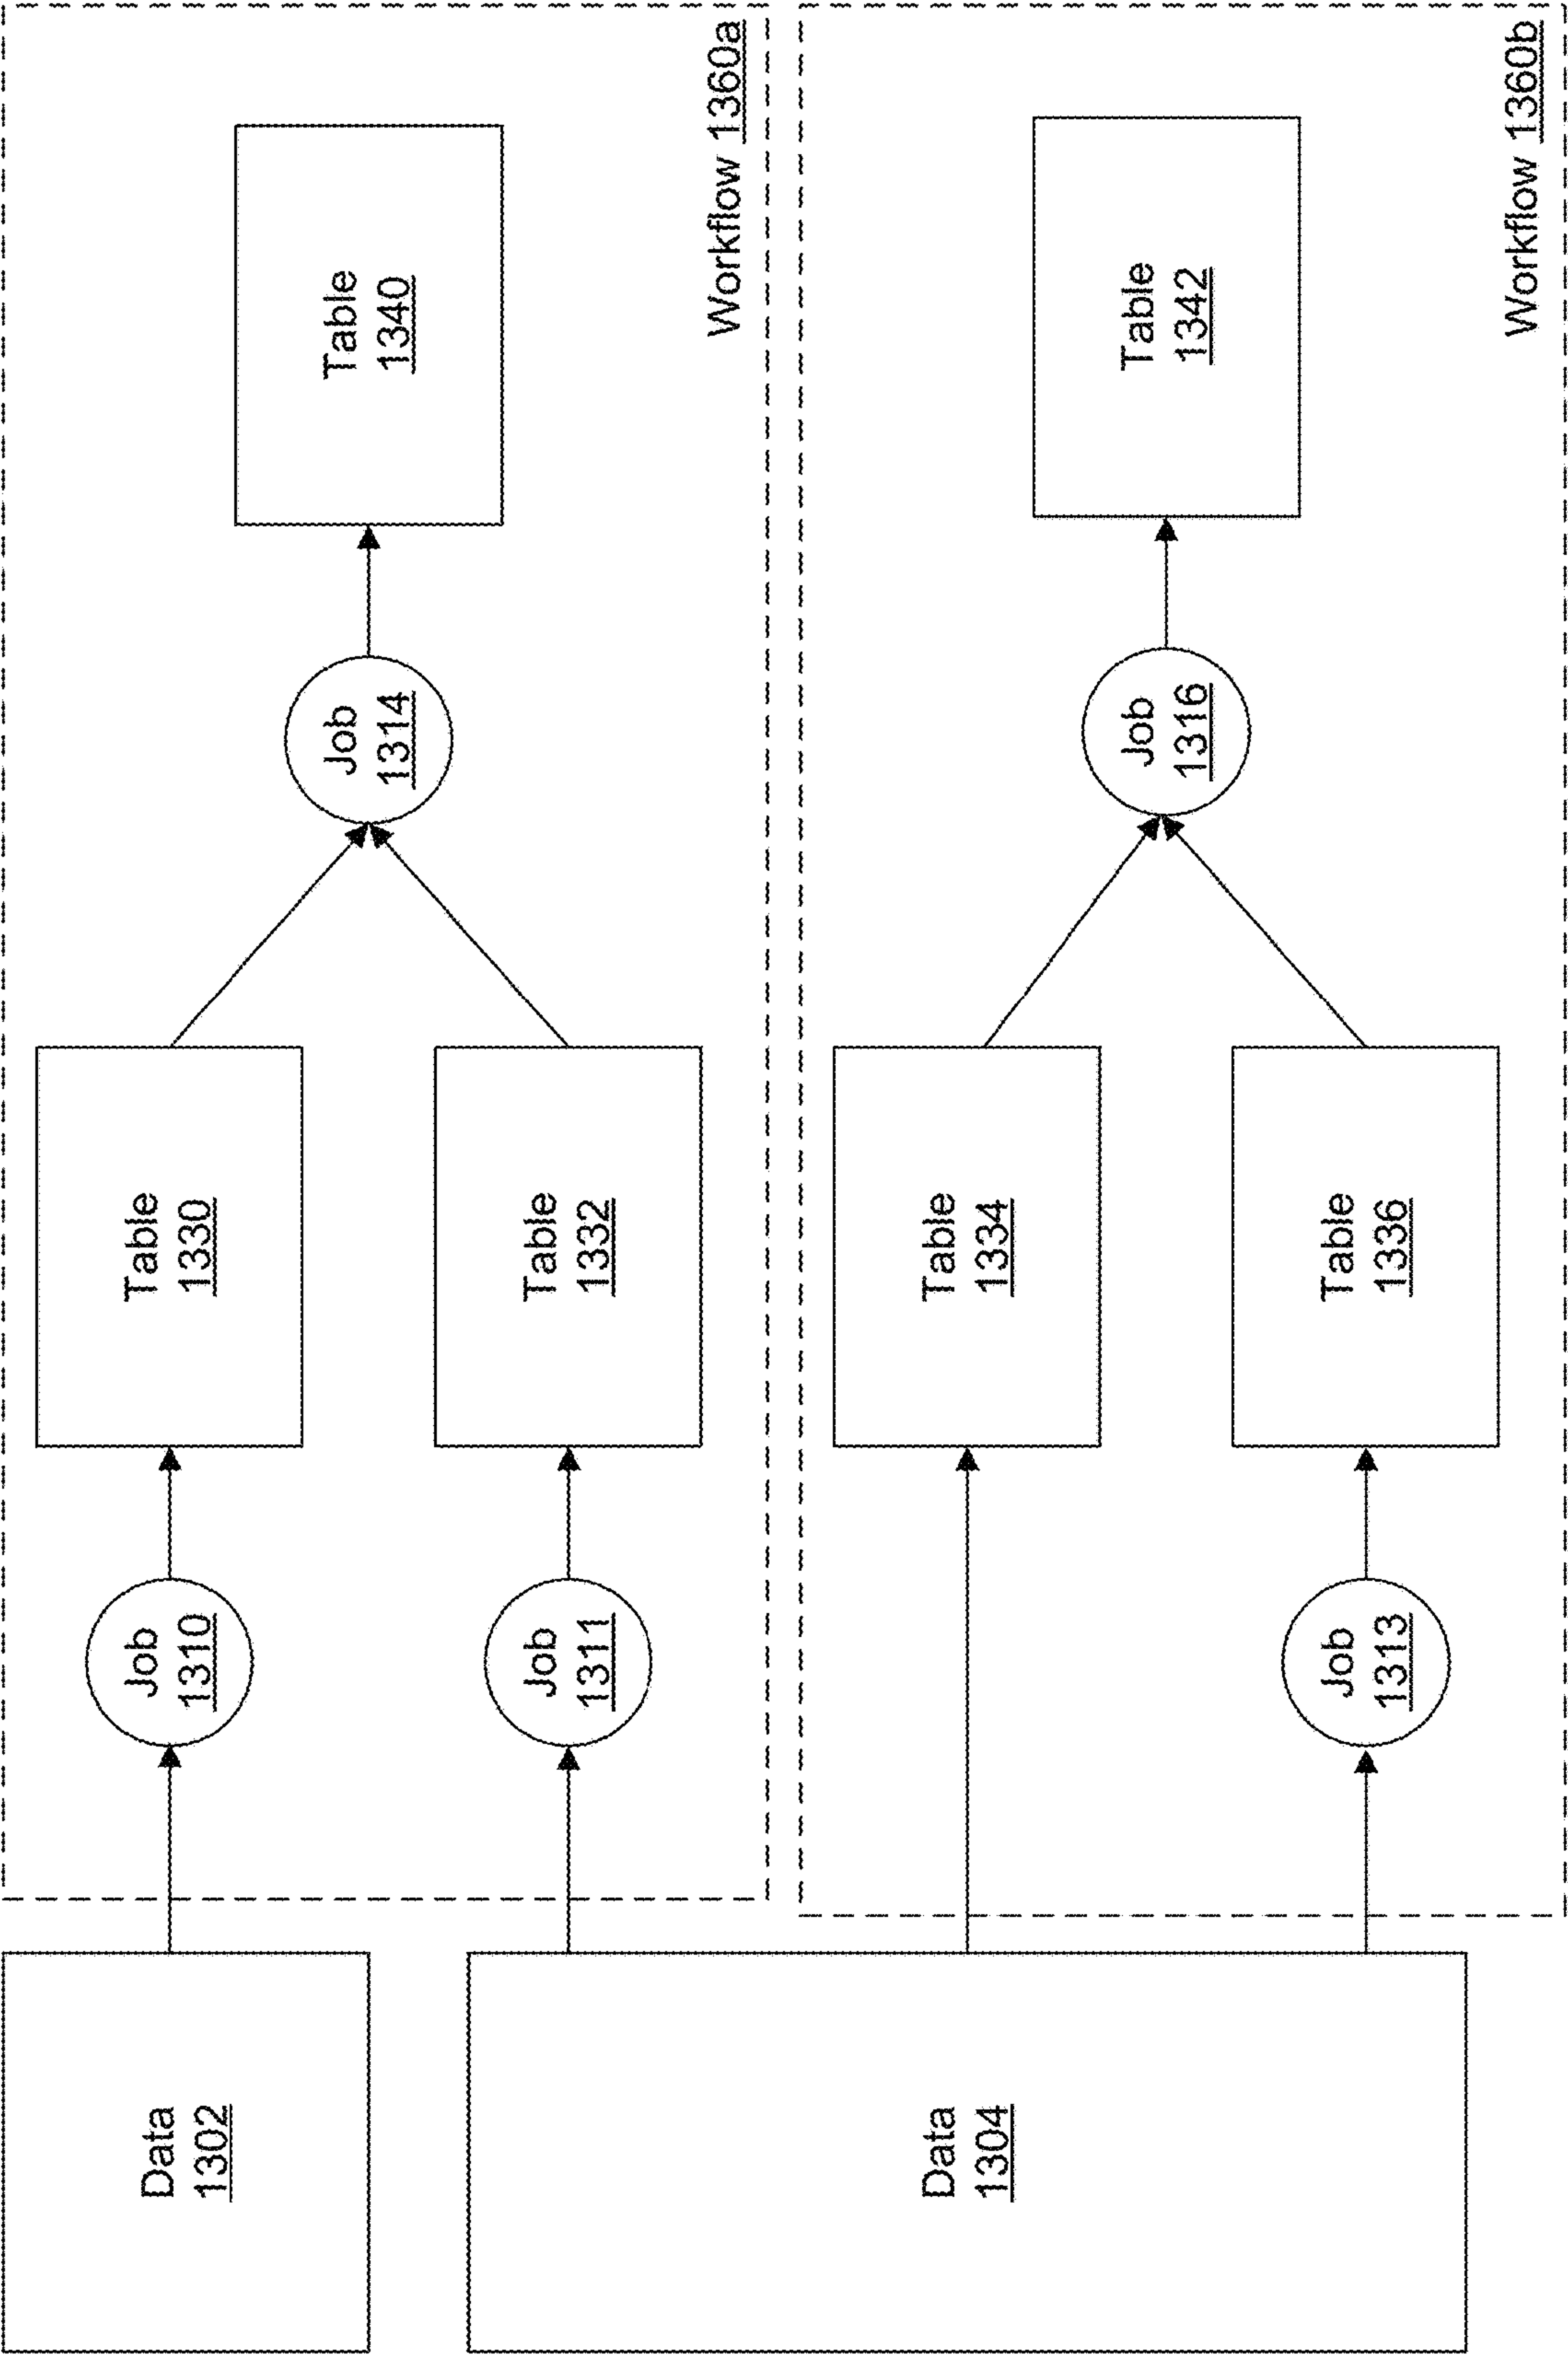 Data
1302
Job
1310
Table
1330
Job
1311
Table
1332
Job
1314
Table
1340
Workflow 1360a
Data
1304
Table
1334
Job
1313
Table
1336
Job
1316
Table
1342
Workflow 1360b